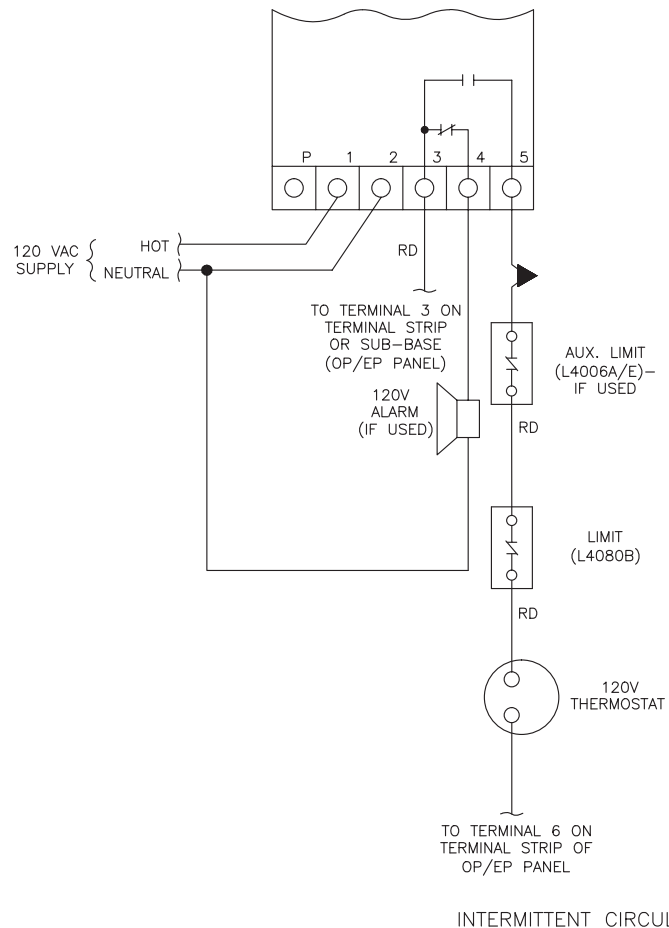 P 1 2 3 4 5
120 VAC
SUPPLY
HOT
NEUTRAL
RD
TO TERMINAL 3 ON
TERMINAL STRIP
OR SUB-BASE
(OP/EP PANEL)
120V
ALARM
(IF USED)
AUX. LIMIT
(L4006A/E)-
IF USED
RD
LIMIT
(L4080B)
RD
120V
THERMOSTAT
TO TERMINAL 6 ON
TERMINAL STRIP OF
OP/EP PANEL
INTERMITTENT CIRCUL